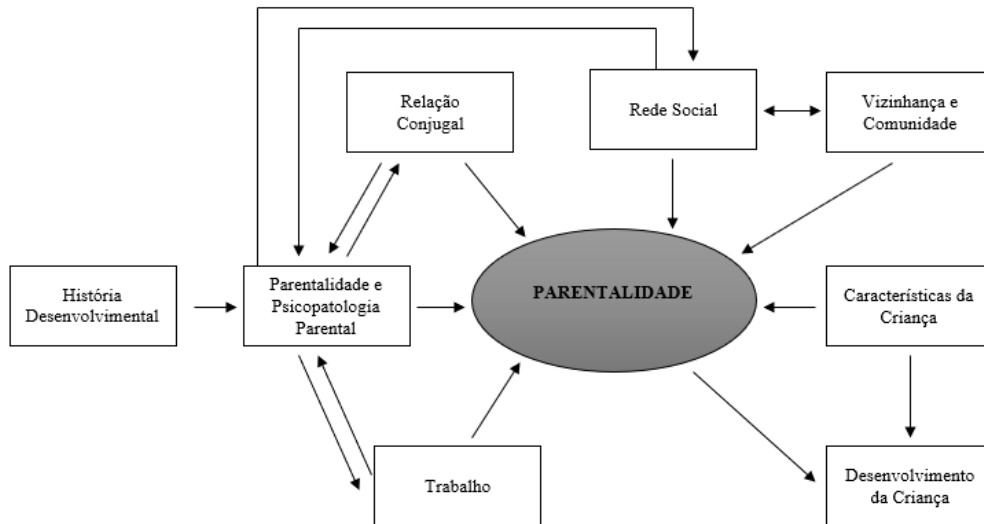 Relação
Conjugal
Rede Social
Vizinhança e
Comunidade
História
Desenvolvimental
Parentalidade e
Psicopatologia
Parental
PARENTALIDADE
Características da
Criança
Trabalho
Desenvolvimento
da Criança